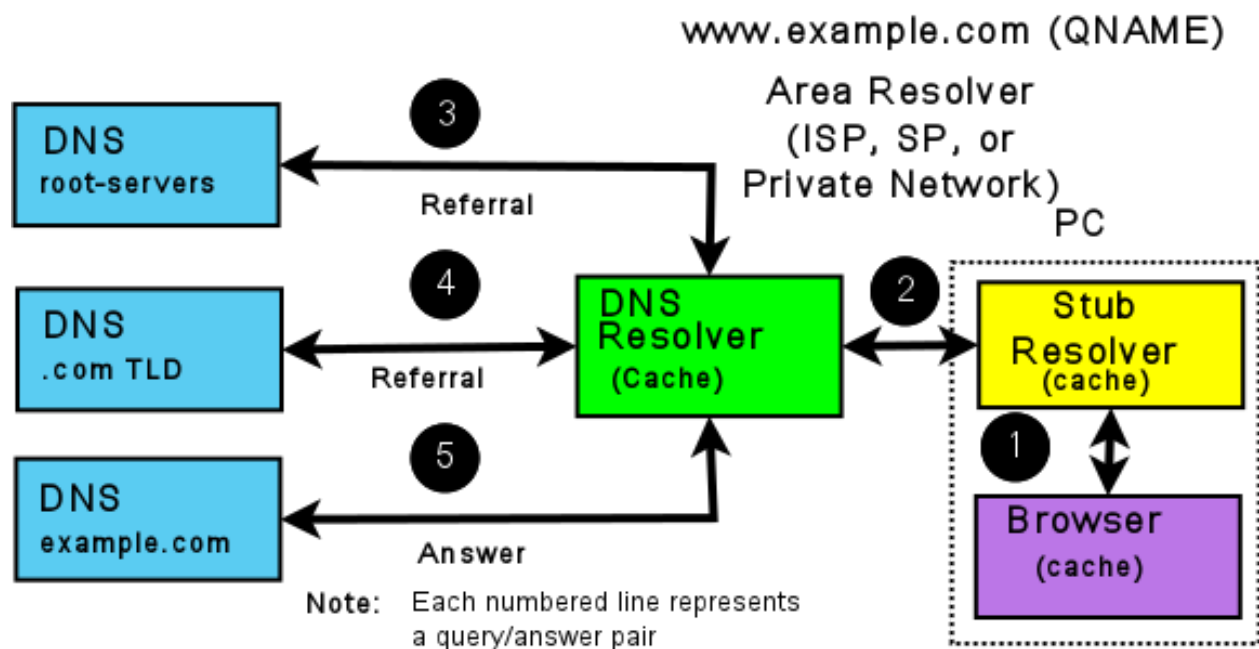 www.example.com (QNAME)
Area Resolver
(ISP, SP, or
Private Network)
PC
DNS
root-servers
3
Referral
DNS
.com TLD
4
Referral
DNS
Resolver
(Cache)
2
Stub
Resolver
(cache)
1
Browser
(cache)
DNS
example.com
5
Answer
Note: Each numbered line represents
a query/answer pair